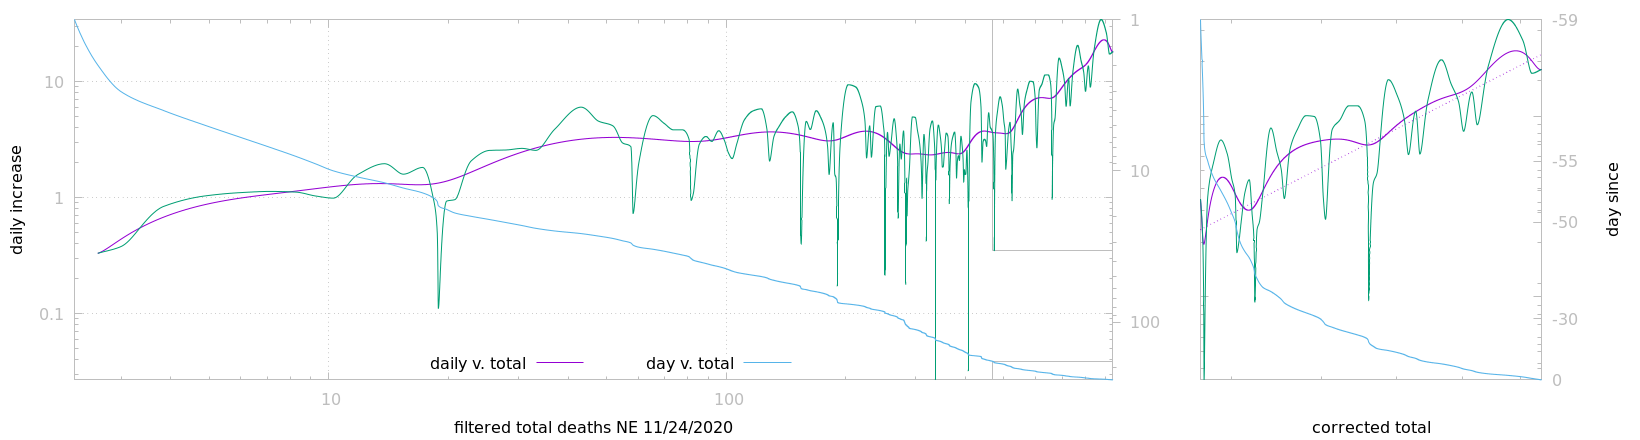 daily increase
10
1
0.1
10
100
1
10
100
daily v. total
day v. total
filtered total deaths NE 11/24/2020
-59
-55
-50
-30
0
day since
corrected total